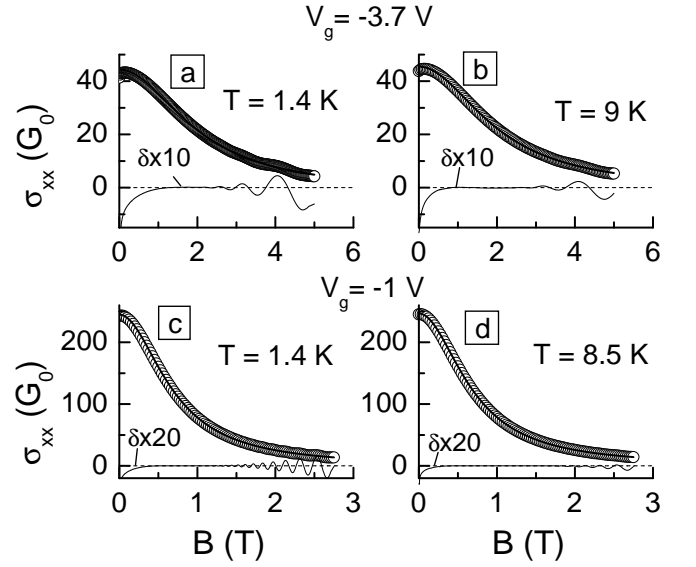 V_g= -3.7 V
a
T = 1.4 K
b
T = 9 K
δx10
δx10
σ_xx (G_0)
40
20
0
0 2 4 6
0 2 4 6
V_g= -1 V
c
T = 1.4 K
d
T = 8.5 K
δx20
δx20
σ_xx (G_0)
200
100
0
0 1 2 3
0 1 2 3
B (T)
B (T)